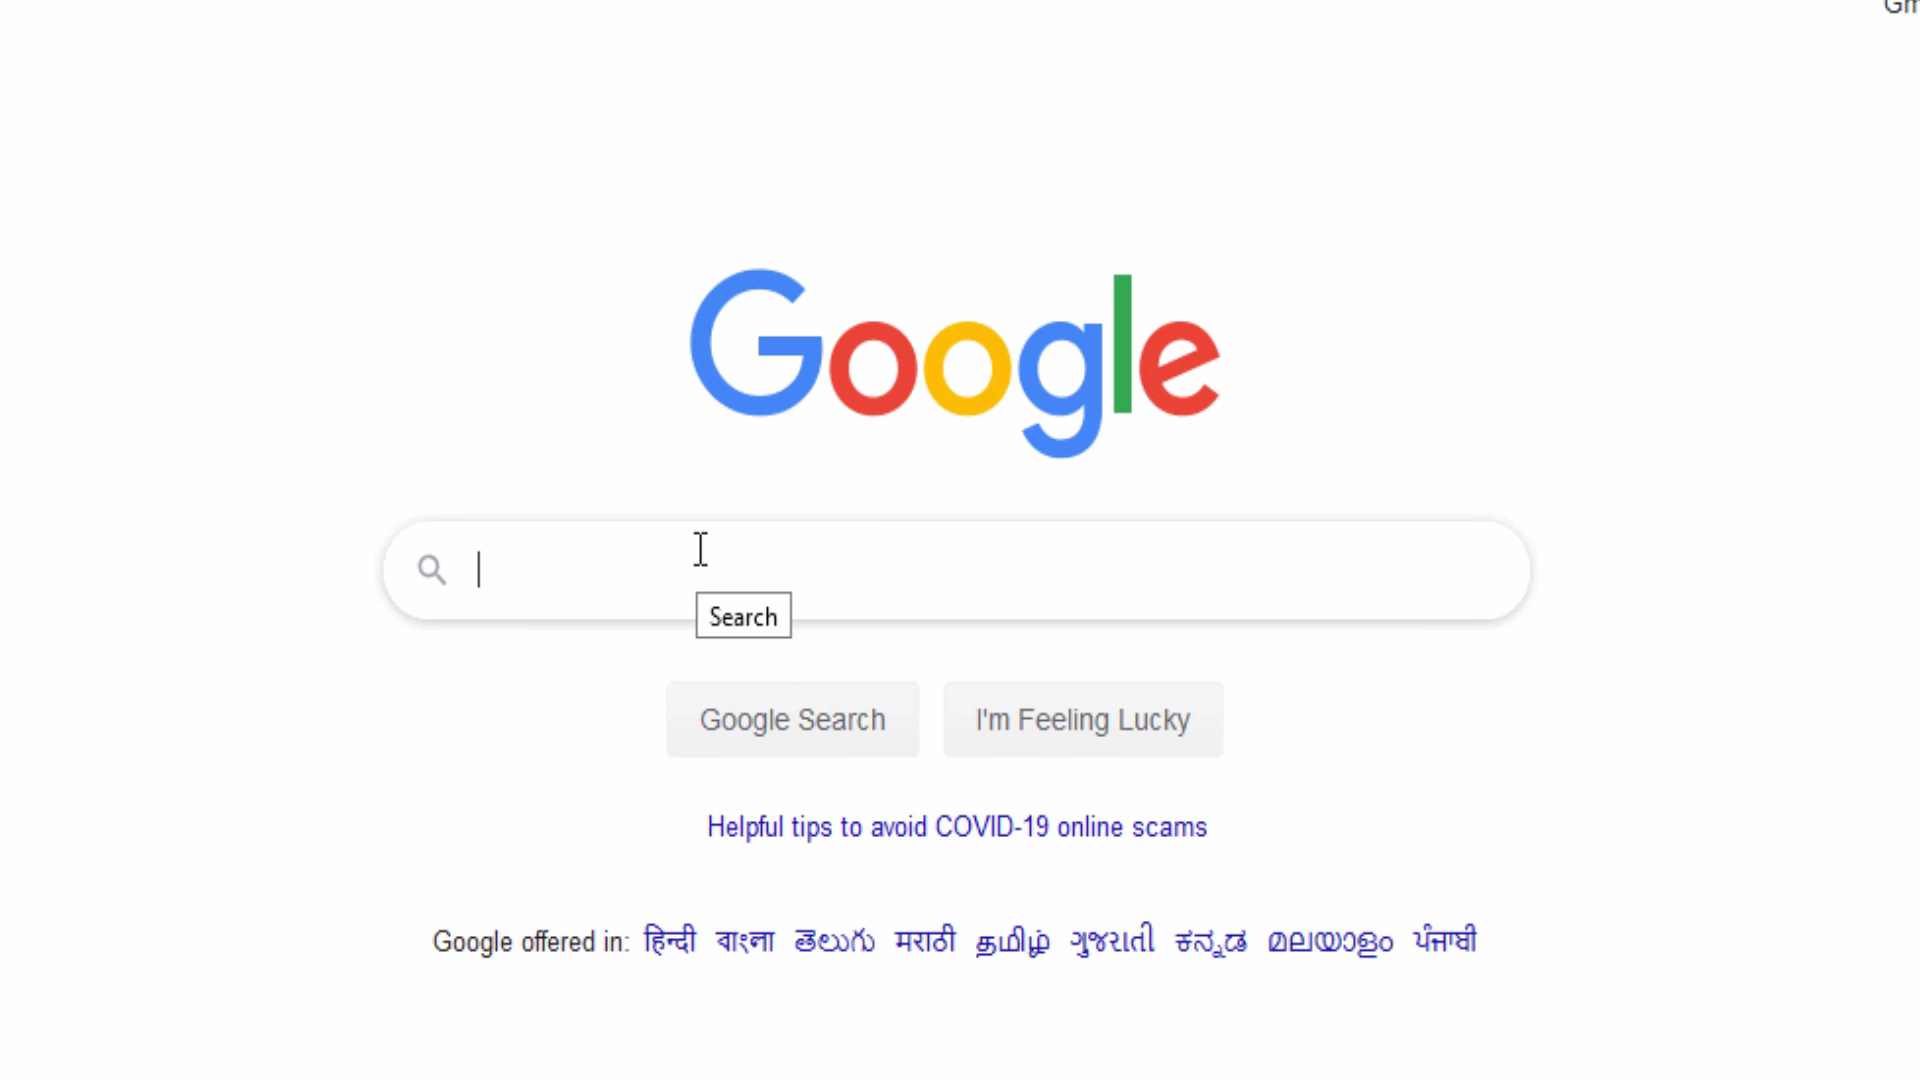 Google
Search
Google Search
I'm Feeling Lucky
Helpful tips to avoid COVID-19 online scams
Google offered in: हिन्दी বাংলা తెలుగు मराठी தமிழ் ગુજરાતી ಕನ್ನಡ മലയാളം ਪੰਜਾਬੀ